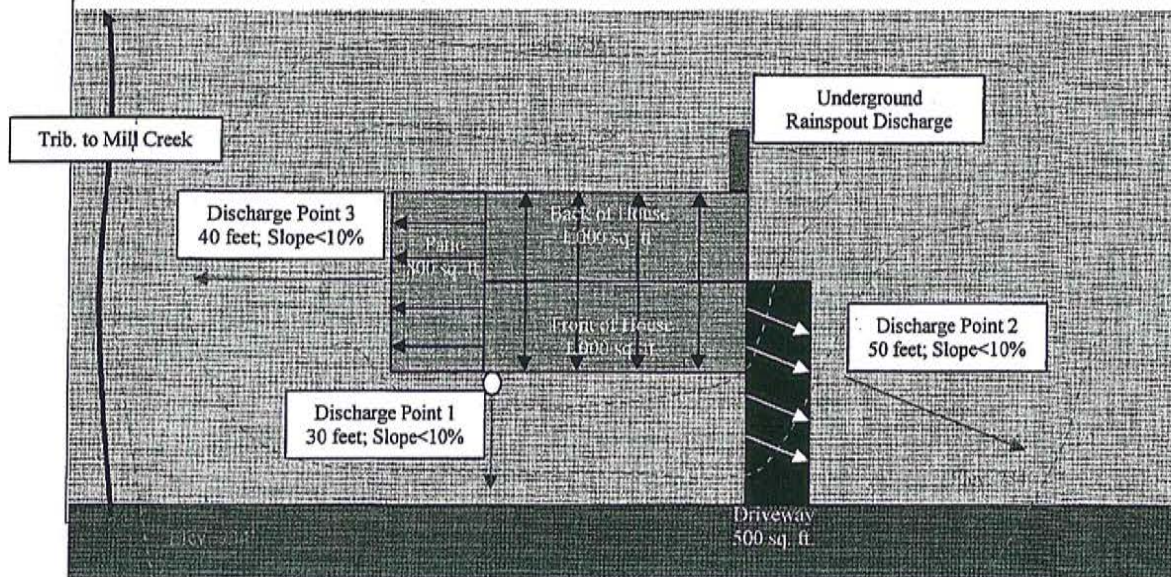 Underground
Rainspout Discharge
Trib. to Mill Creek
Discharge Point 3
40 feet; Slope<10%
Back of House
1,000 sq. ft.
Patio
500 sq. ft.
Front of House
1,000 sq. ft.
Discharge Point 2
50 feet; Slope<10%
Discharge Point 1
30 feet; Slope<10%
Driveway
500 sq. ft.